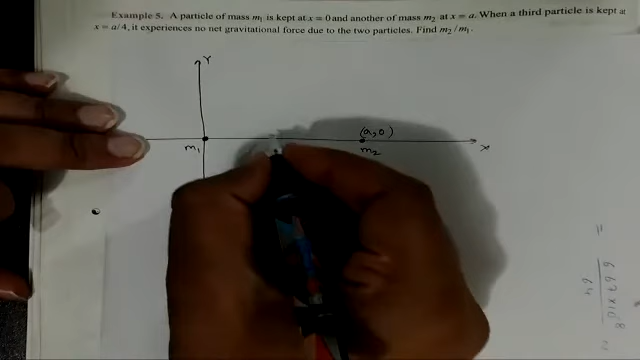 Example 5. A particle of mass m₁ is kept at x = 0 and another of mass m₂ at x = a. When a third particle is kept at
x = a/4, it experiences no net gravitational force due to the two particles. Find m₂/m₁.
Y
(a, 0)
m₁
m₂
X